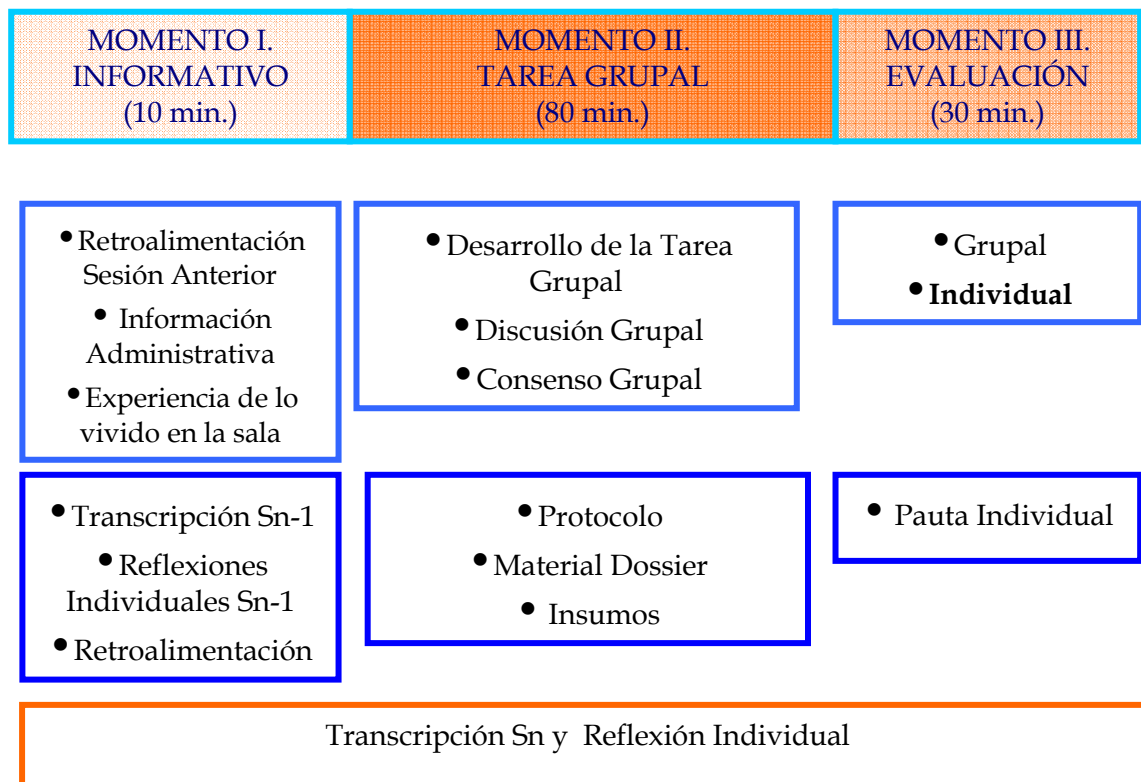 MOMENTO I.
INFORMATIVO
(10 min.)
MOMENTO II.
TAREA GRUPAL
(80 min.)
MOMENTO III.
EVALUACIÓN
(30 min.)
• Retroalimentación
Sesión Anterior
• Información
Administrativa
• Experiencia de lo
vivido en la sala
• Desarrollo de la Tarea
Grupal
• Discusión Grupal
• Consenso Grupal
• Grupal
• Individual
• Transcripción Sn-1
• Reflexiones
Individuales Sn-1
• Retroalimentación
• Protocolo
• Material Dossier
• Insumos
• Pauta Individual
Transcripción Sn y Reflexión Individual